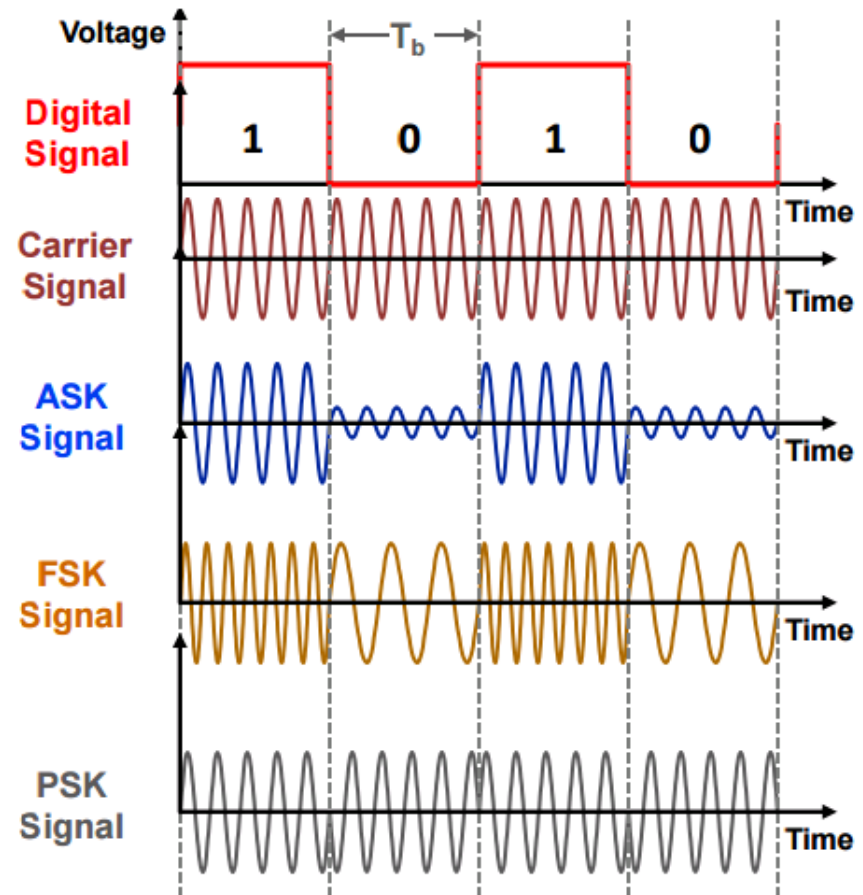 Voltage
T_b
Digital
Signal
1 0 1 0
Time
Carrier
Signal
Time
ASK
Signal
Time
FSK
Signal
Time
PSK
Signal
Time